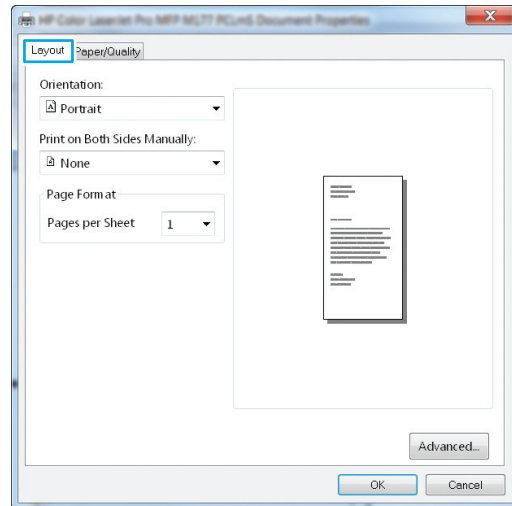 HP Color LaserJet Pro MFP M177 PCLmS Document Properties
Layout Paper/Quality
Orientation:
Portrait
Print on Both Sides Manually:
None
Page Format
Pages per Sheet 1
Advanced...
OK Cancel